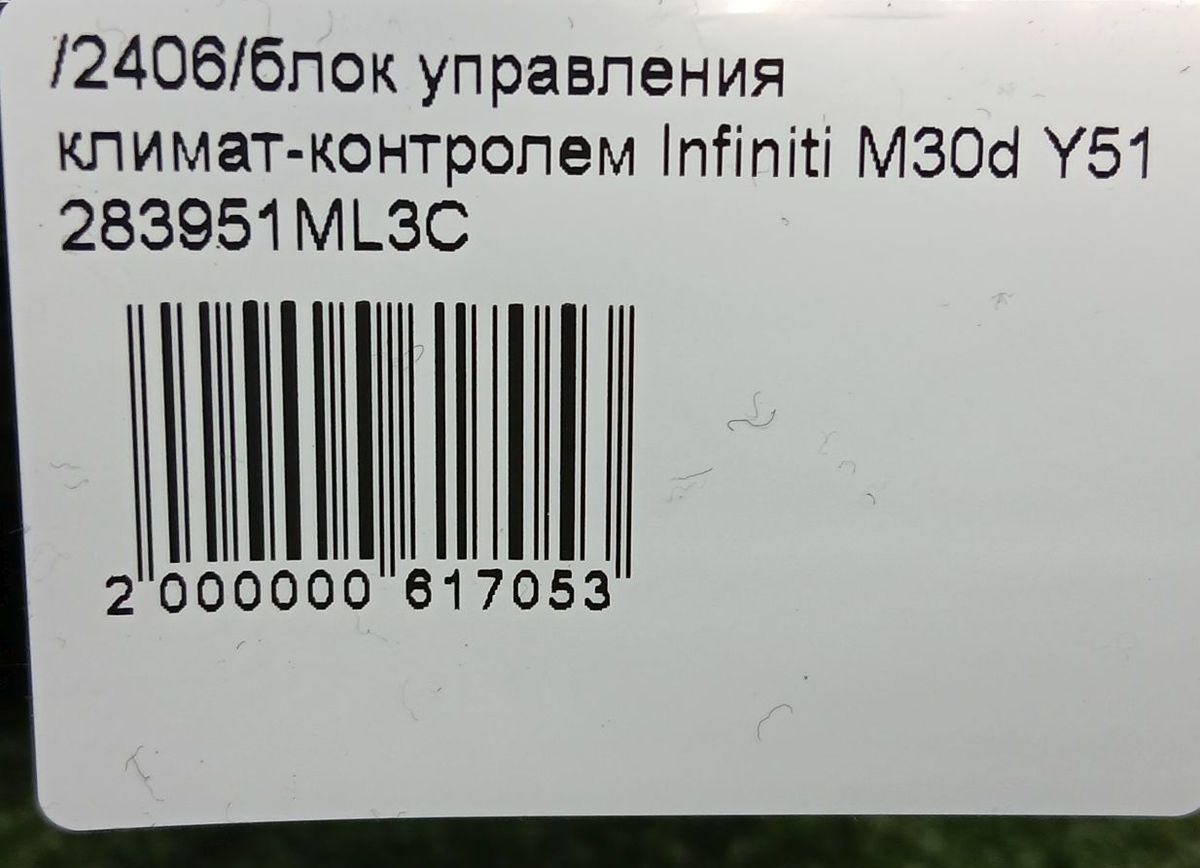 /2406/блок управления
климат-контролем Infiniti M30d Y51
283951ML3C
2 000000 617053